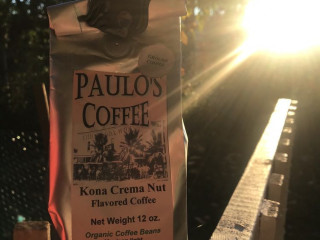 PAULO'S
COFFEE
Kona Crema Nut
Flavored Coffee
Net Weight 12 oz.
Organic Coffee Beans